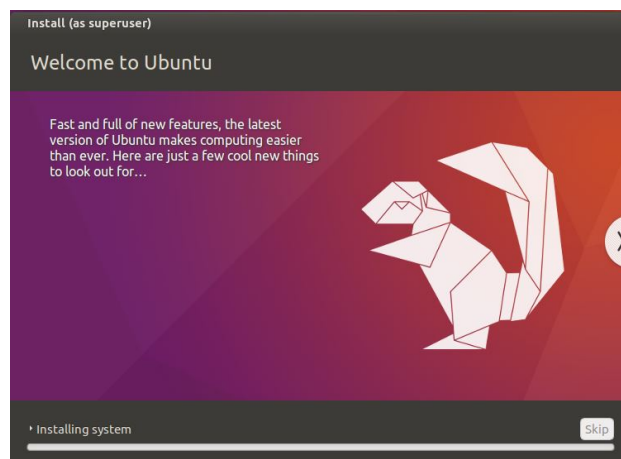 Install (as superuser)
Welcome to Ubuntu
Fast and full of new features, the latest
version of Ubuntu makes computing easier
than ever. Here are just a few cool new things
to look out for...
Installing system
Skip